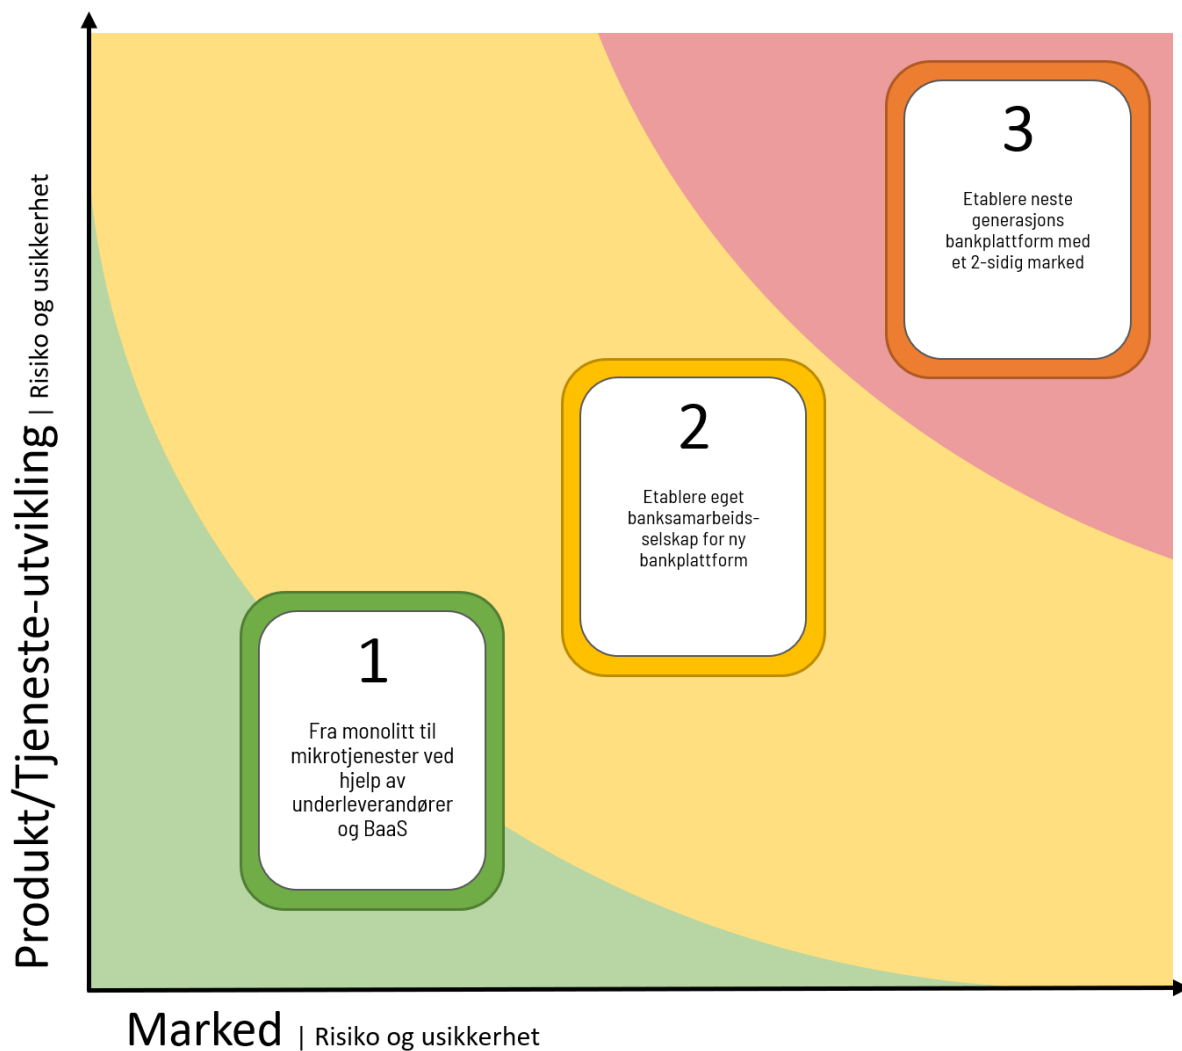 Produkt/Tjeneste-utvikling | Risiko og usikkerhet
3
Etablere neste
generasjons
bankplattform med
et 2-sidig marked
2
Etablere eget
banksamarbeids-
selskap for ny
bankplattform
1
Fra monolitt til
mikrotjenester ved
hjelp av
underleverandører
og BaaS
Marked | Risiko og usikkerhet